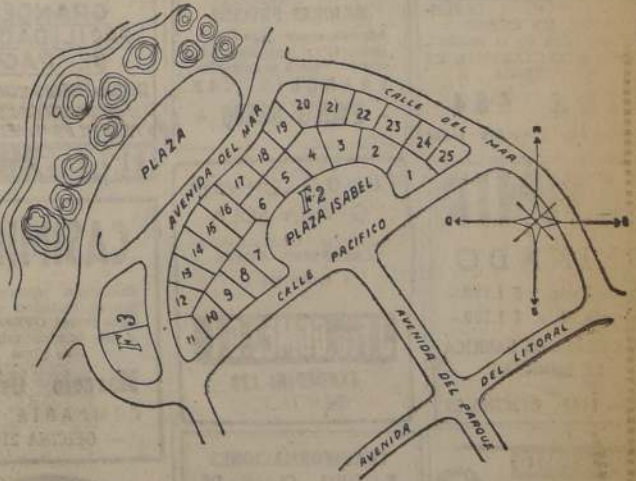 PLAZA
AVENIDA DEL MAR
CALLE DEL MAR
20 21 22 23 24 25
19 18 17 16 15 14 13 12 11
4 3 2 1
5 6 7 8 9 10
F2
PLAZA ISABEL
CALLE PACIFICO
F3
AVENIDA DEL PARQUE
AVENIDA DEL LITORAL
O